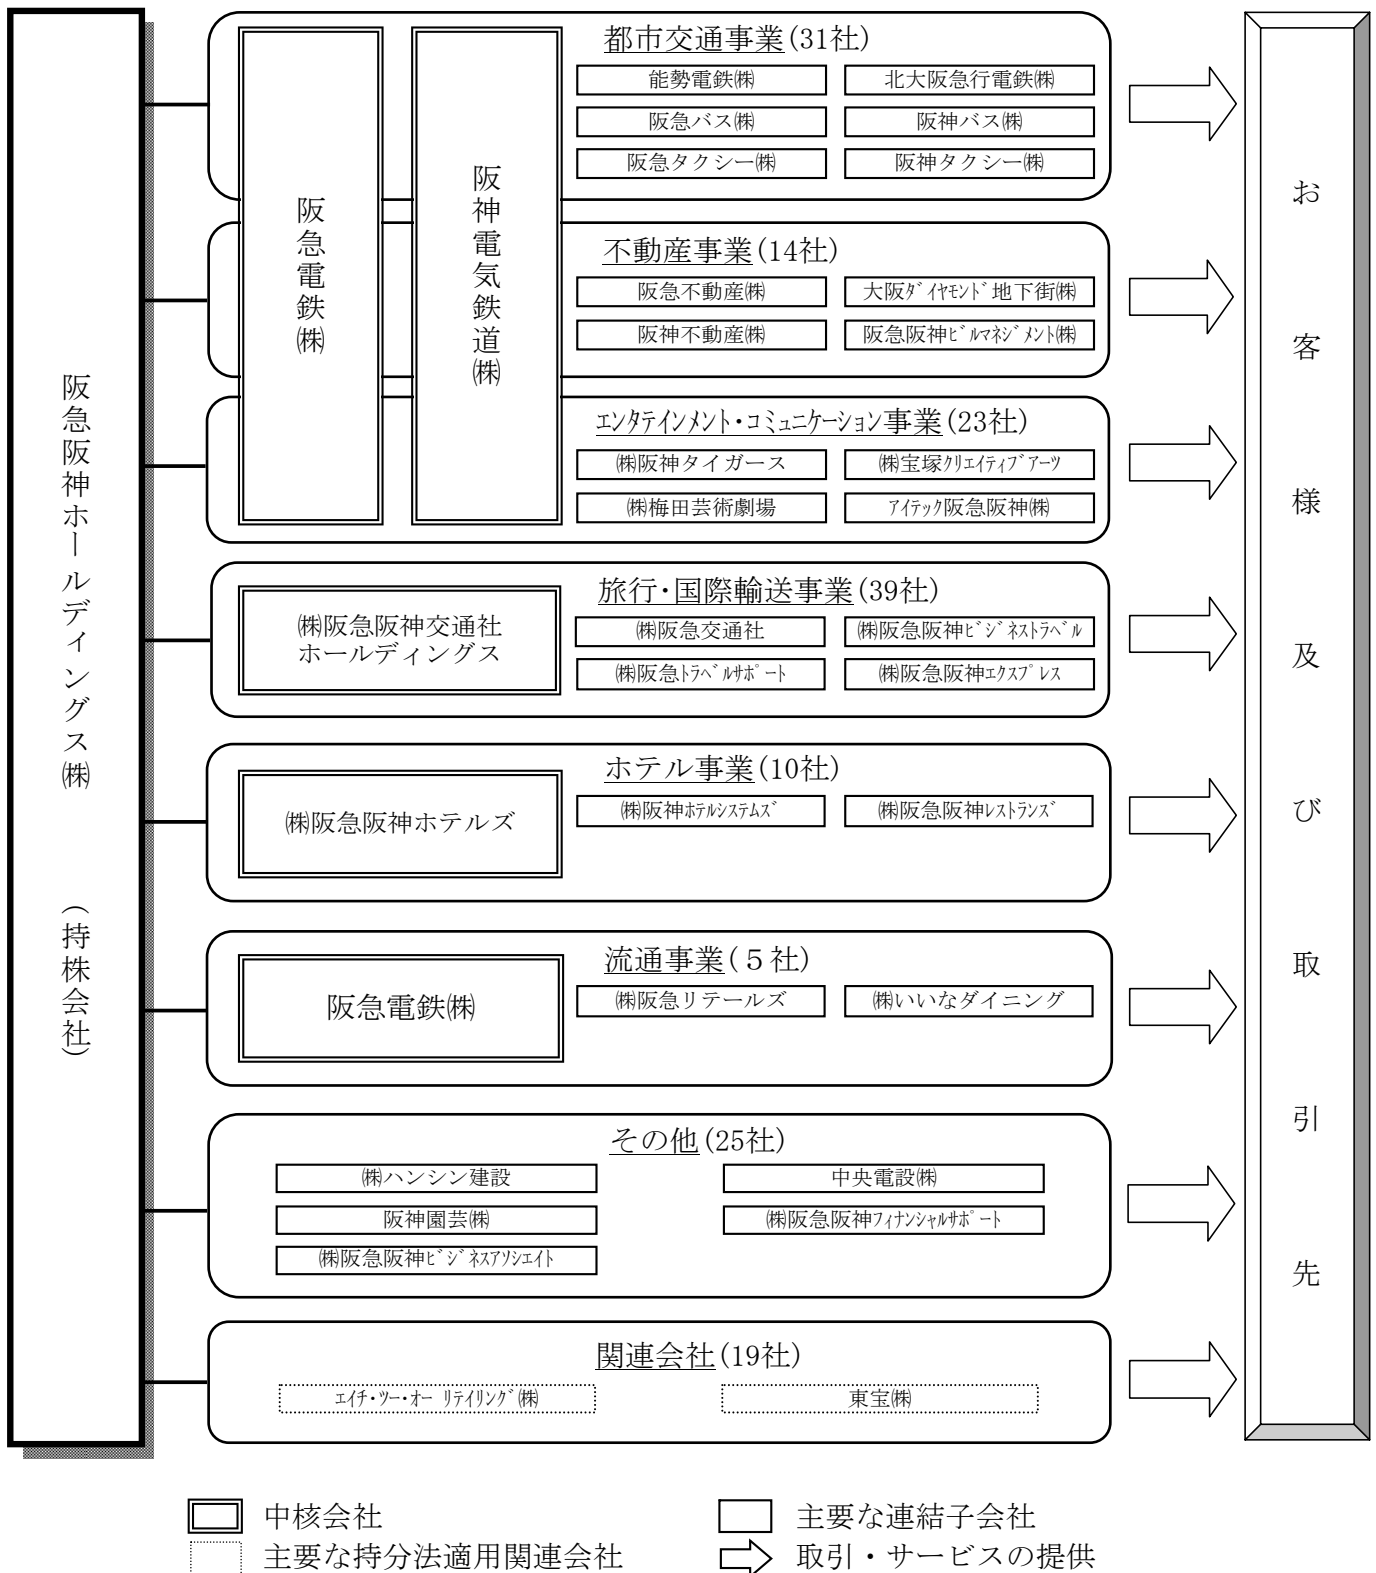 阪急阪神ホールディングス㈱
（持株会社）
阪急電鉄㈱
阪神電気鉄道㈱
都市交通事業(31社)
能勢電鉄㈱
北大阪急行電鉄㈱
阪急バス㈱
阪神バス㈱
阪急タクシー㈱
阪神タクシー㈱
不動産事業(14社)
阪急不動産㈱
大阪ﾀﾞｲﾔﾓﾝﾄﾞ地下街㈱
阪神不動産㈱
阪急阪神ﾋﾞﾙﾏﾈｼﾞﾒﾝﾄ㈱
ｴﾝﾀﾃｲﾝﾒﾝﾄ・ｺﾐｭﾆｹｰｼｮﾝ事業(23社)
㈱阪神タイガース
㈱宝塚ｸﾘｴｲﾃｨﾌﾞｱｰﾂ
㈱梅田芸術劇場
ｱｲﾃｯｸ阪急阪神㈱
旅行・国際輸送事業(39社)
㈱阪急阪神交通社
ホールディングス
㈱阪急交通社
㈱阪急阪神ﾋﾞｼﾞﾈｽﾄﾗﾍﾞﾙ
㈱阪急ﾄﾗﾍﾞﾙｻﾎﾟｰﾄ
㈱阪急阪神ｴｸｽﾌﾟﾚｽ
ホテル事業(10社)
㈱阪急阪神ホテルズ
㈱阪神ﾎﾃﾙｼｽﾃﾑｽﾞ
㈱阪急阪神ﾚｽﾄﾗﾝｽﾞ
流通事業(５社)
阪急電鉄㈱
㈱阪急リテールズ
㈱いいなダイニング
その他(25社)
㈱ハンシン建設
中央電設㈱
阪神園芸㈱
㈱阪急阪神ﾌｨﾅﾝｼｬﾙｻﾎﾟｰﾄ
㈱阪急阪神ﾋﾞｼﾞﾈｽｱｿｼｴｲﾄ
関連会社(19社)
ｴｲﾁ・ﾂｰ・ｵｰ ﾘﾃｲﾘﾝｸﾞ㈱
東宝㈱
お客様及び取引先
中核会社
主要な連結子会社
主要な持分法適用関連会社
取引・サービスの提供